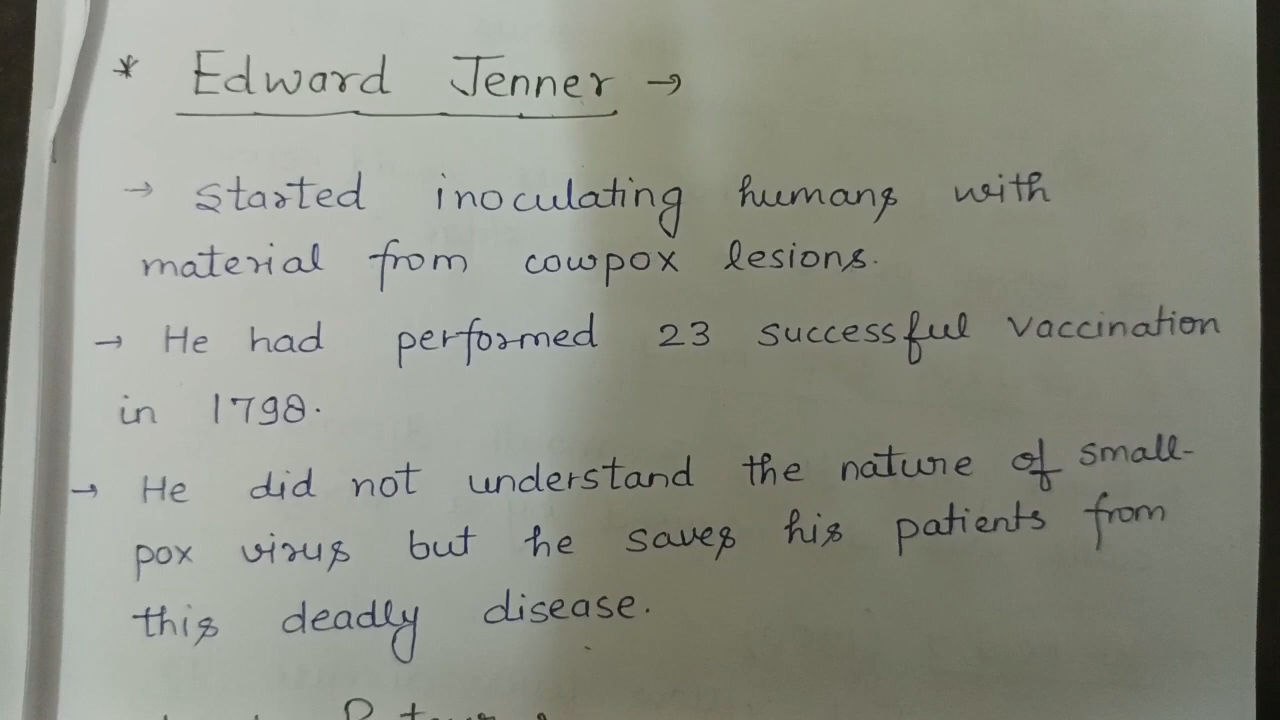 * Edward Jenner →
→ started inoculating humans with
material from cowpox lesions.
→ He had performed 23 successful vaccination
in 1798.
→ He did not understand the nature of small-
pox virus but he saves his patients from
this deadly disease.